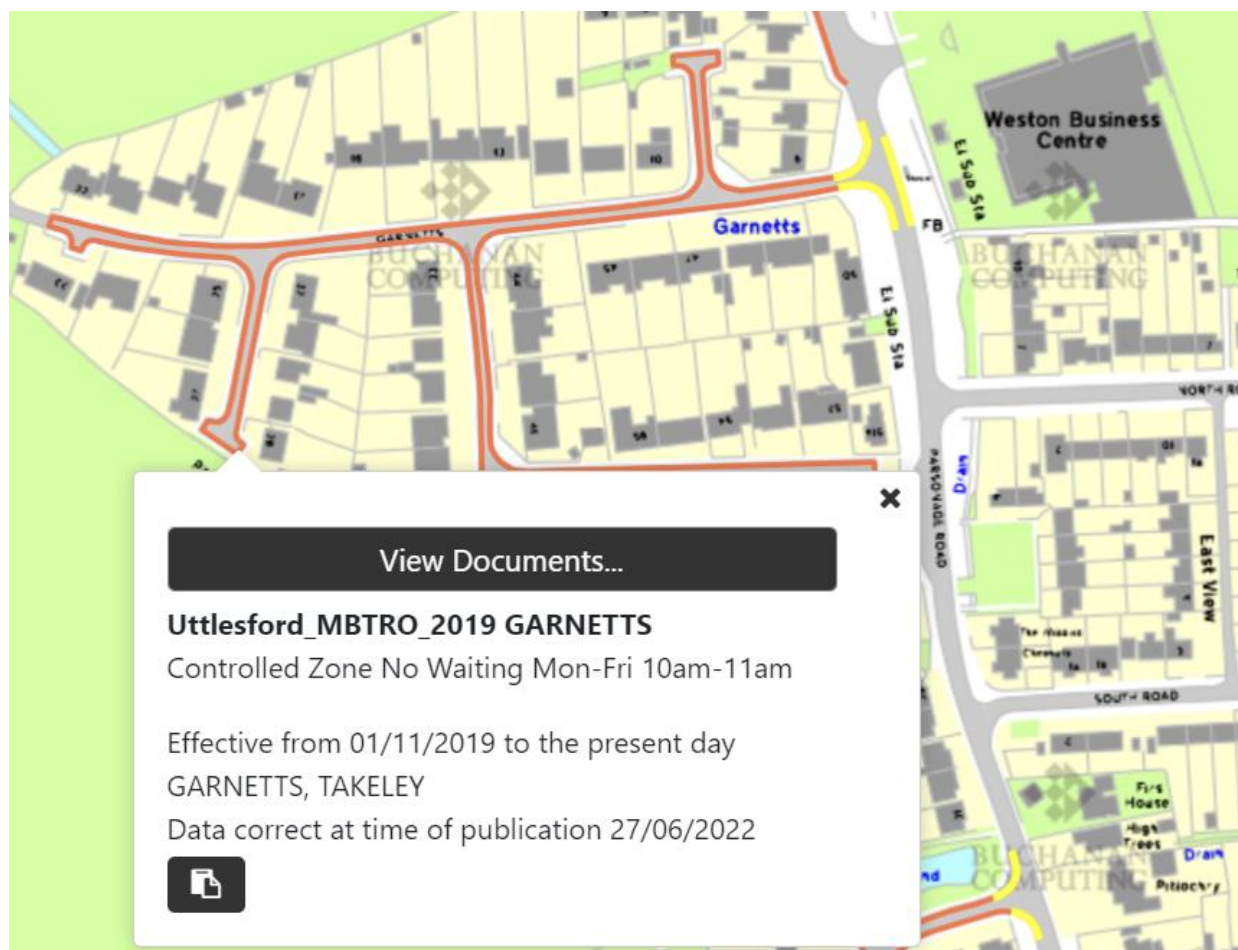 Weston Business
Centre
El Sub Sta
FB
Garnetts
GARNETTS
BUCHANAN
COMPUTING
BUCHANAN
COMPUTING
El Sub Sta
NORTH RO
PARSONAGE ROAD
Drain
East View
SOUTH ROAD
Firs
House
High
Trees
Drain
Pitlochry
BUCHANAN
COMPUTING
View Documents...
Uttlesford_MBTRO_2019 GARNETTS
Controlled Zone No Waiting Mon-Fri 10am-11am
Effective from 01/11/2019 to the present day
GARNETTS, TAKELEY
Data correct at time of publication 27/06/2022